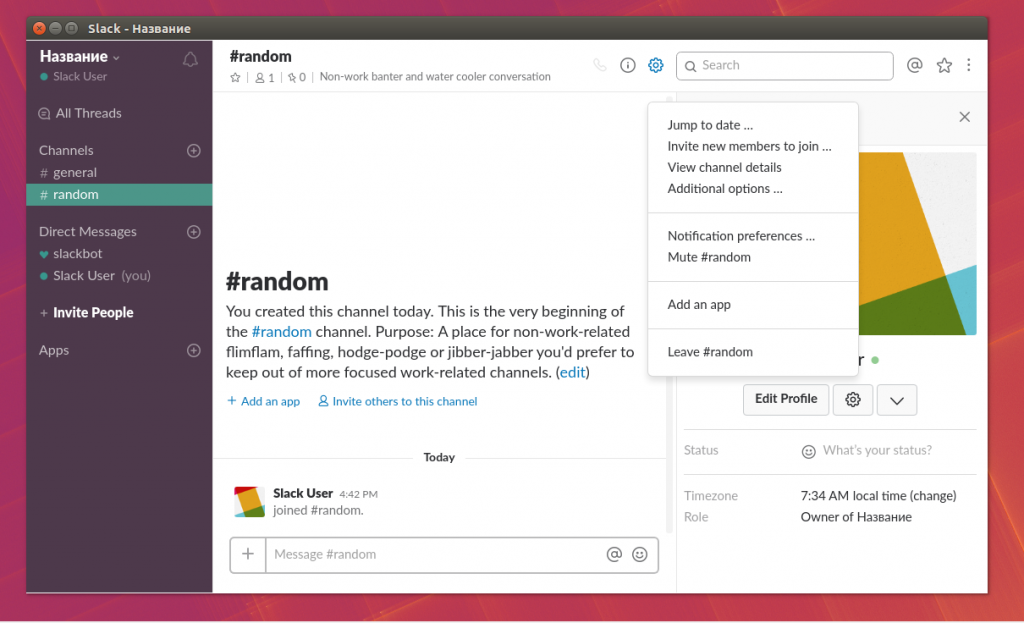 Slack - Название
Название
Slack User
All Threads
Channels
# general
# random
Direct Messages
slackbot
Slack User (you)
+ Invite People
Apps
#random
1
0
Non-work banter and water cooler conversation
Search
Jump to date ...
Invite new members to join ...
View channel details
Additional options ...
Notification preferences ...
Mute #random
Add an app
Leave #random
#random
You created this channel today. This is the very beginning of
the #random channel. Purpose: A place for non-work-related
flimflam, faffing, hodge-podge or jibber-jabber you'd prefer to
keep out of more focused work-related channels. (edit)
+ Add an app
Invite others to this channel
Today
Slack User 4:42 PM
joined #random.
+ Message #random
Edit Profile
Status What's your status?
Timezone 7:34 AM local time (change)
Role Owner of Название